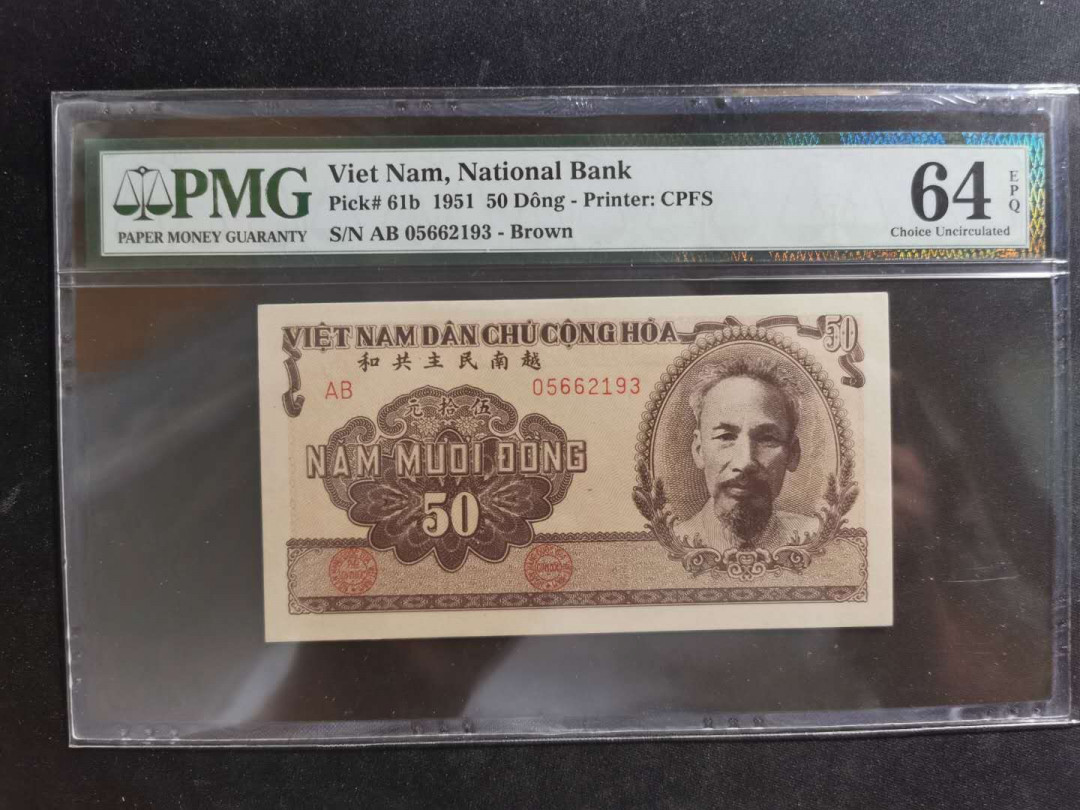 PMG
PAPER MONEY GUARANTY
Viet Nam, National Bank
Pick# 61b 1951 50 Dông - Printer: CPFS
S/N AB 05662193 - Brown
64
EPQ
Choice Uncirculated
VIỆT NAM DÂN CHỦ CỘNG HÒA
50
和共主民南越
AB 05662193
元拾伍
NĂM MƯƠI ĐỒNG
50